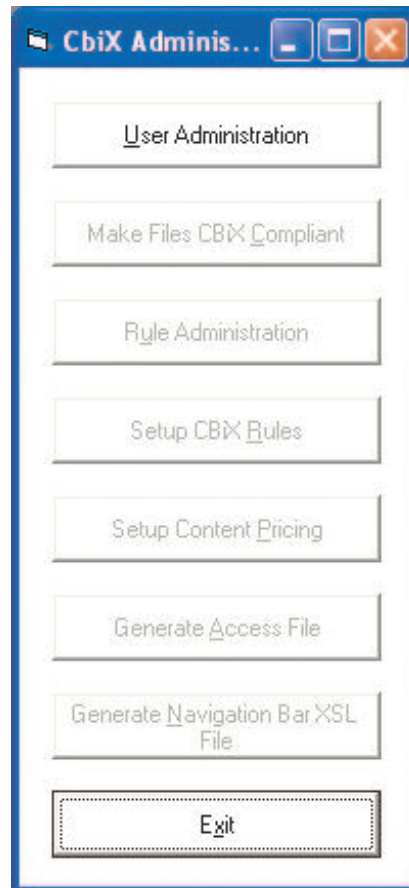 CbiX Adminis...
User Administration
Make Files CBiX Compliant
Rule Administration
Setup CBiX Rules
Setup Content Pricing
Generate Access File
Generate Navigation Bar XSL
File
Exit